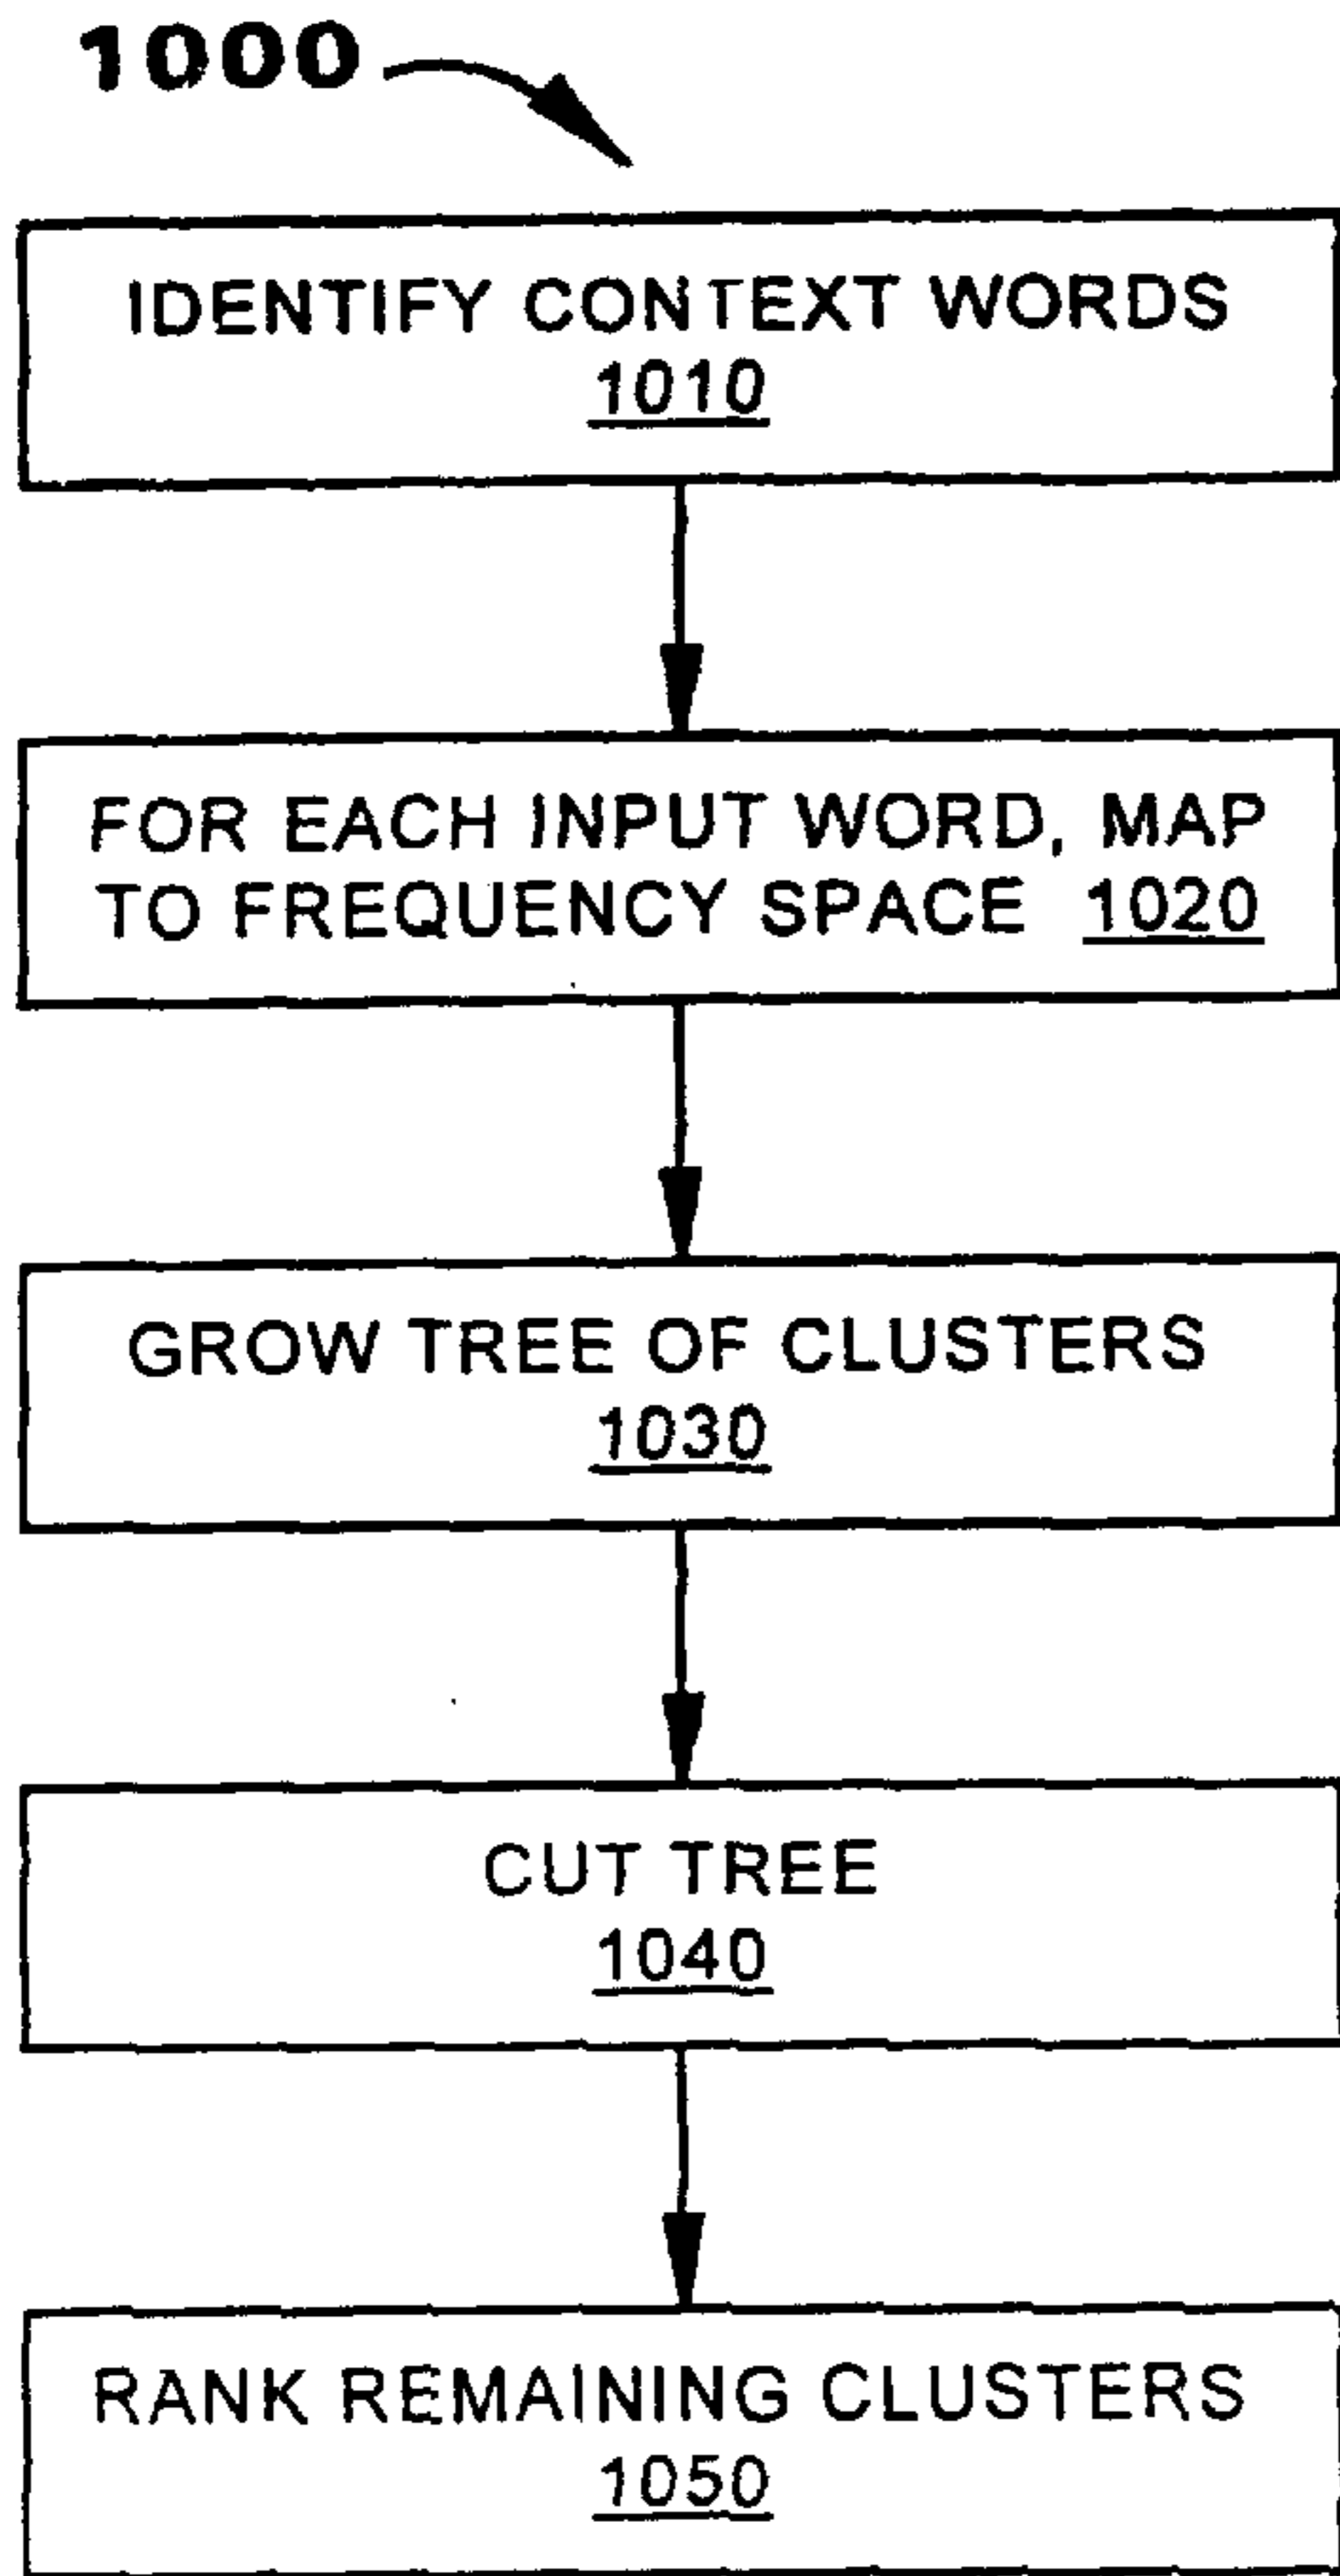 1000
IDENTIFY CONTEXT WORDS
1010
FOR EACH INPUT WORD, MAP
TO FREQUENCY SPACE 1020
GROW TREE OF CLUSTERS
1030
CUT TREE
1040
RANK REMAINING CLUSTERS
1050